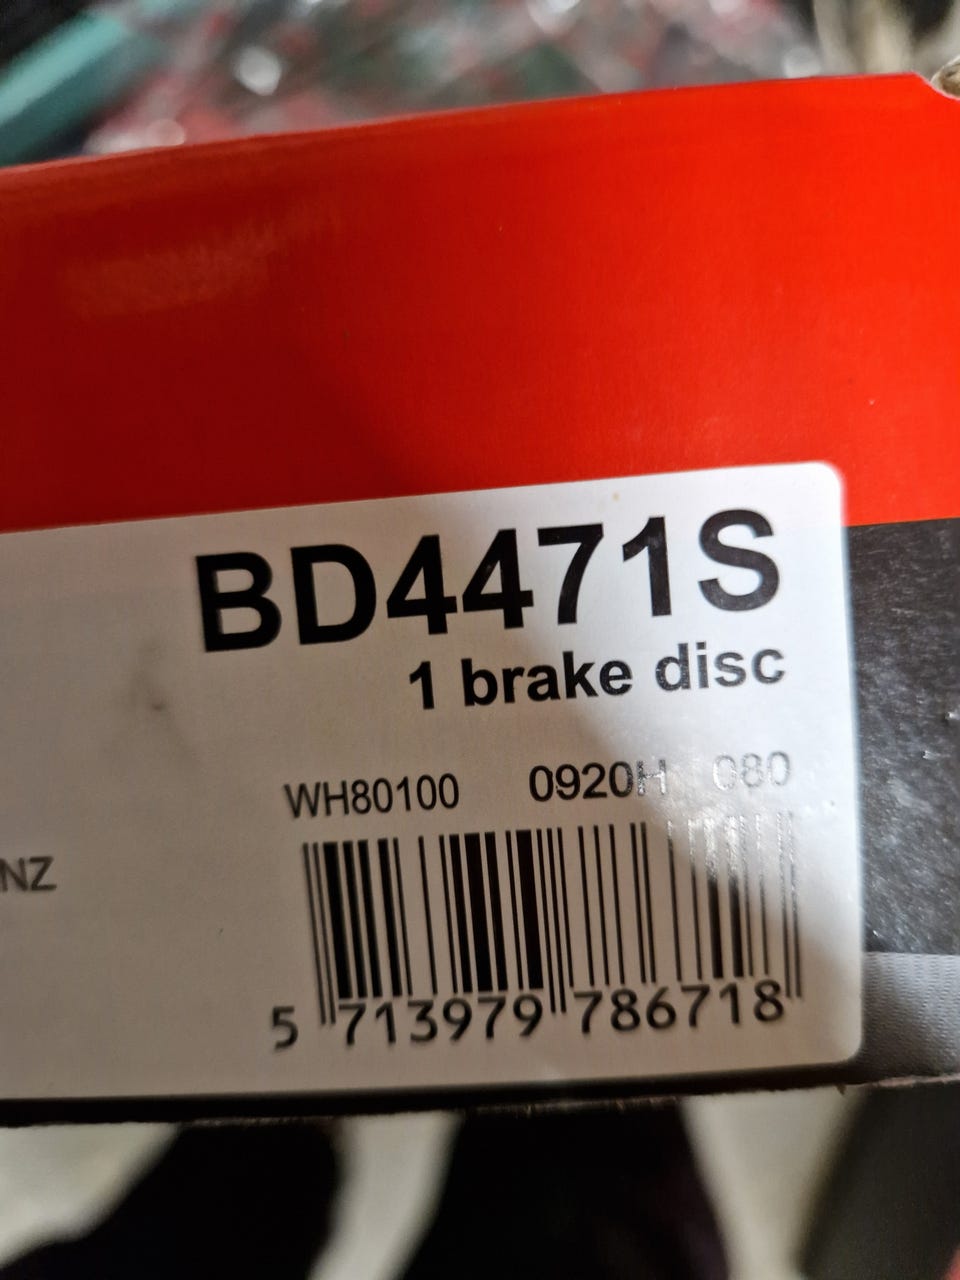 BD4471S
1 brake disc
WH80100 0920H 080
NZ
5 713979 786718